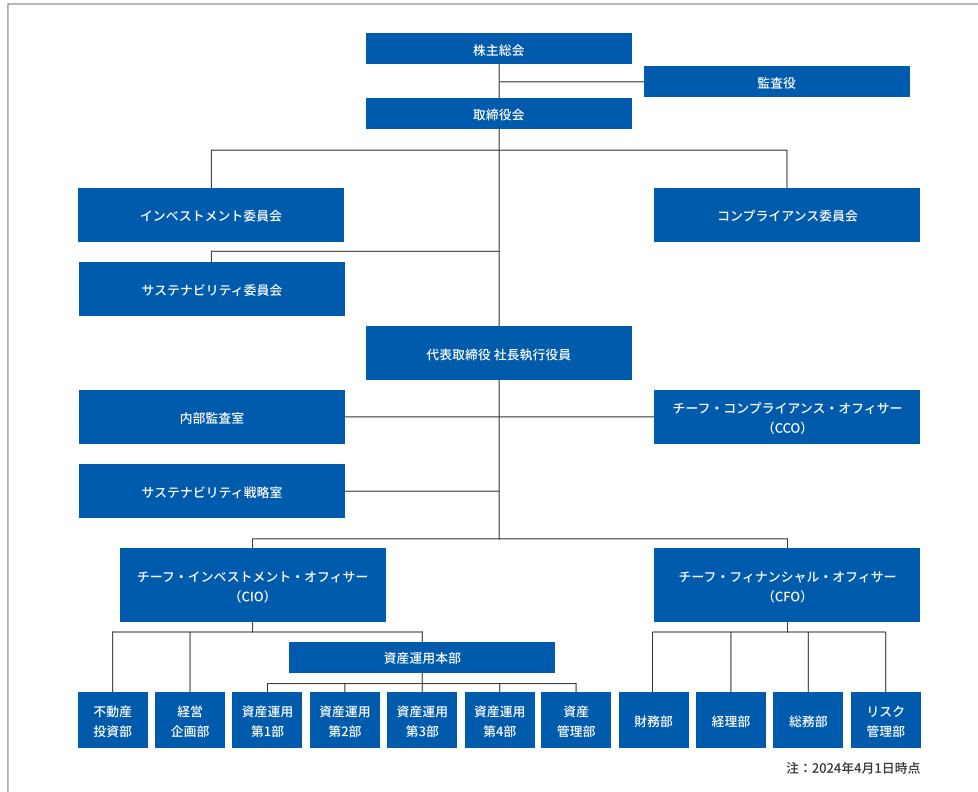 株主総会
監査役
取締役会
インベストメント委員会
コンプライアンス委員会
サステナビリティ委員会
代表取締役 社長執行役員
内部監査室
チーフ・コンプライアンス・オフィサー
（CCO）
サステナビリティ戦略室
チーフ・インベストメント・オフィサー
（CIO）
チーフ・フィナンシャル・オフィサー
（CFO）
資産運用本部
不動産
投資部
経営
企画部
資産運用
第1部
資産運用
第2部
資産運用
第3部
資産運用
第4部
資産
管理部
財務部
経理部
総務部
リスク
管理部
注：2024年4月1日時点